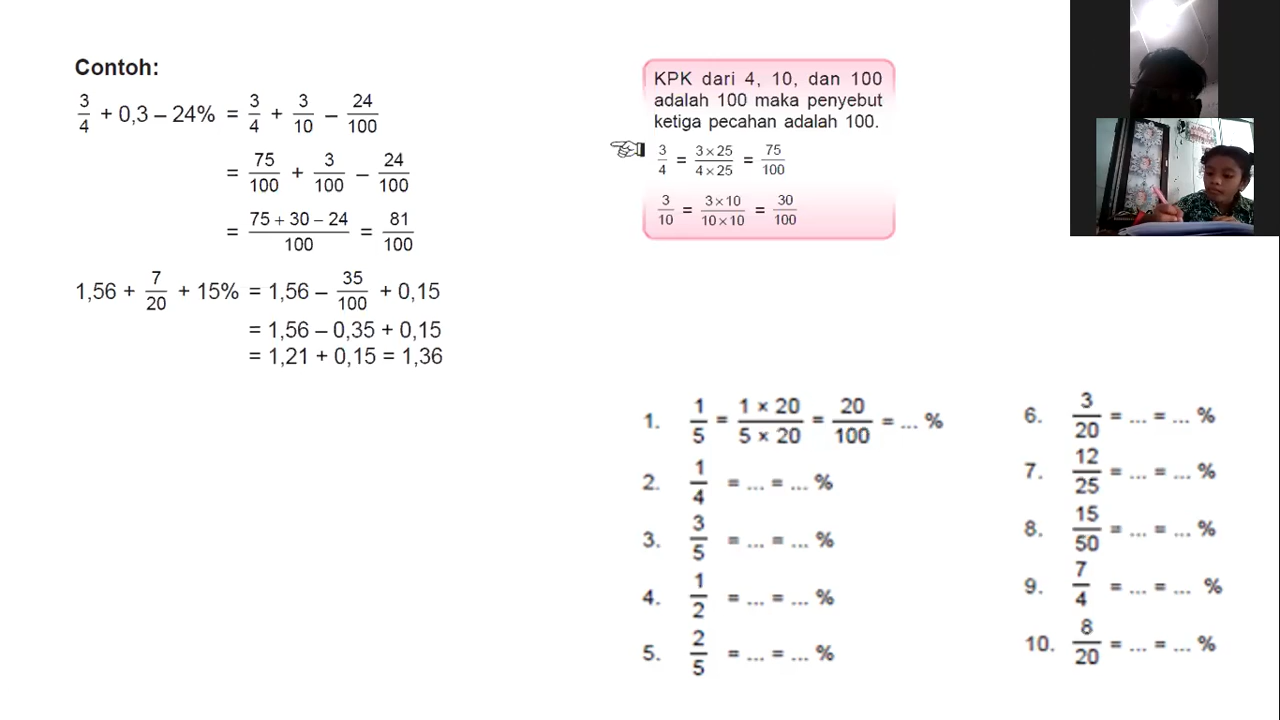 Contoh:
3/4 + 0,3 – 24% = 3/4 + 3/10 – 24/100
= 75/100 + 3/100 – 24/100
= (75 + 30 – 24)/100 = 81/100
1,56 + 7/20 + 15% = 1,56 – 35/100 + 0,15
= 1,56 – 0,35 + 0,15
= 1,21 + 0,15 = 1,36
KPK dari 4, 10, dan 100
adalah 100 maka penyebut
ketiga pecahan adalah 100.
3/4 = (3 × 25)/(4 × 25) = 75/100
3/10 = (3 × 10)/(10 × 10) = 30/100
1. 1/5 = (1 × 20)/(5 × 20) = 20/100 = ... %
2. 1/4 = ... = ... %
3. 3/5 = ... = ... %
4. 1/2 = ... = ... %
5. 2/5 = ... = ... %
6. 3/20 = ... = ... %
7. 12/25 = ... = ... %
8. 15/50 = ... = ... %
9. 7/4 = ... = ... %
10. 8/20 = ... = ... %